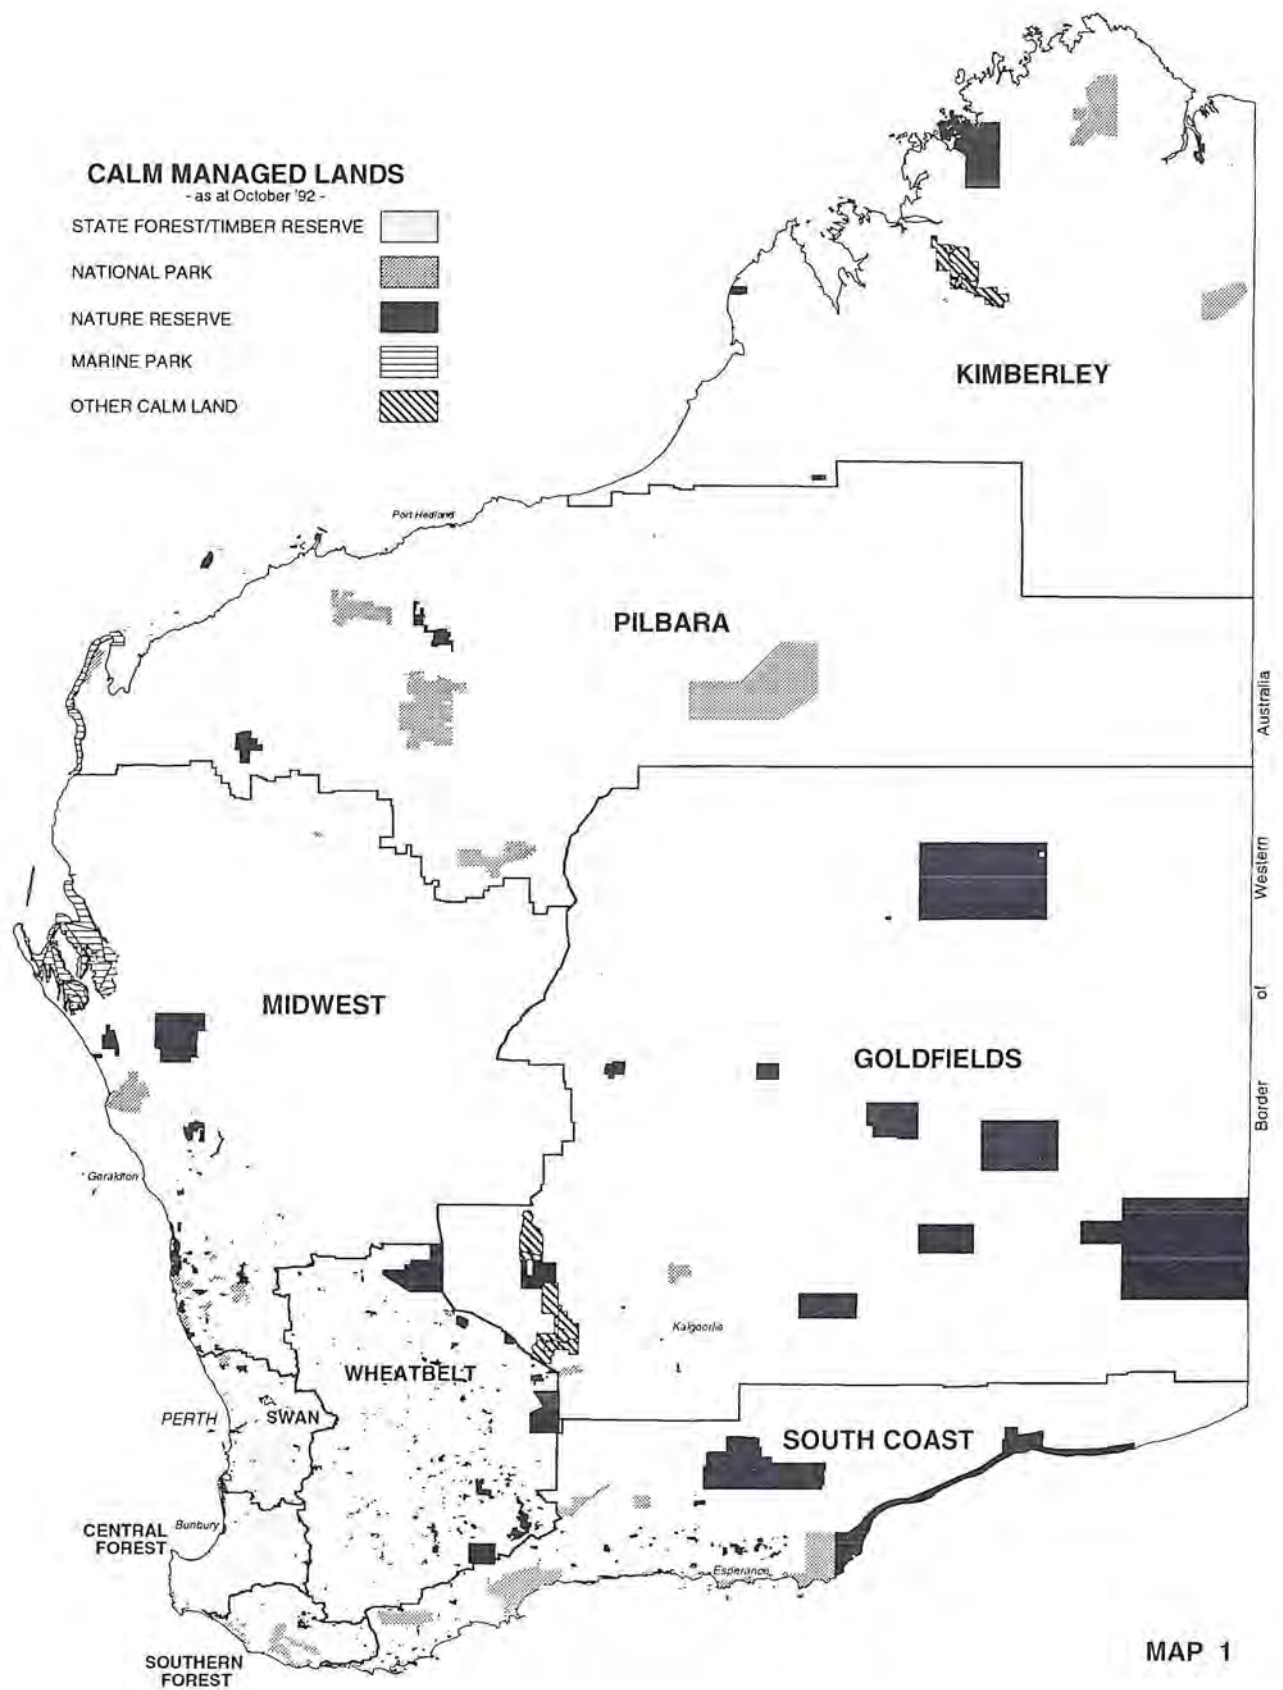 CALM MANAGED LANDS
- as at October '92 -
STATE FOREST/TIMBER RESERVE
NATIONAL PARK
NATURE RESERVE
MARINE PARK
OTHER CALM LAND
KIMBERLEY
Port Hedland
PILBARA
Border of Western Australia
MIDWEST
GOLDFIELDS
Geraldton
Kalgoorlie
WHEATBELT
PERTH
SWAN
SOUTH COAST
CENTRAL
FOREST
Bunbury
Esperance
SOUTHERN
FOREST
MAP 1